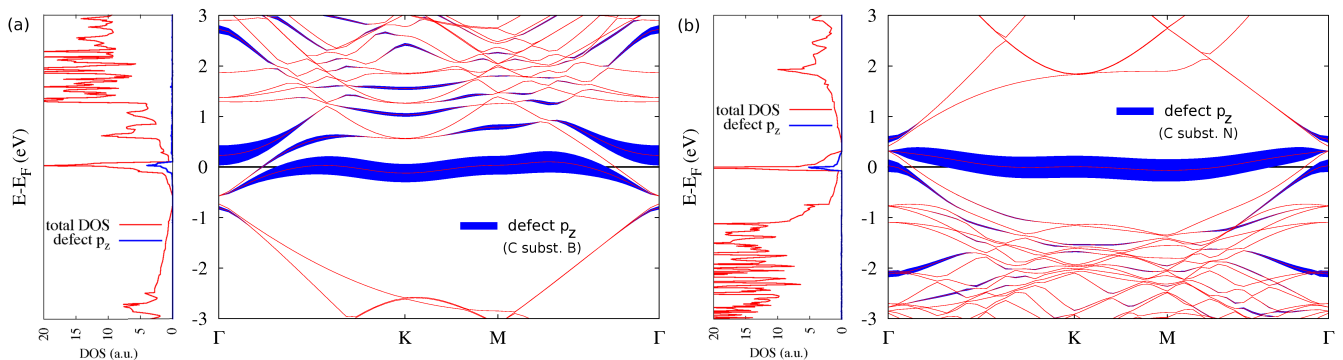 (a)
3
2
1
0
-1
-2
-3
E-E_F (eV)
total DOS
defect p_z
20
15
10
5
0
DOS (a.u.)
defect p_z
(C subst. B)
Γ
K
M
Γ
(b)
3
2
1
0
-1
-2
-3
E-E_F (eV)
total DOS
defect p_z
20
15
10
5
0
DOS (a.u.)
defect p_z
(C subst. N)
Γ
K
M
Γ